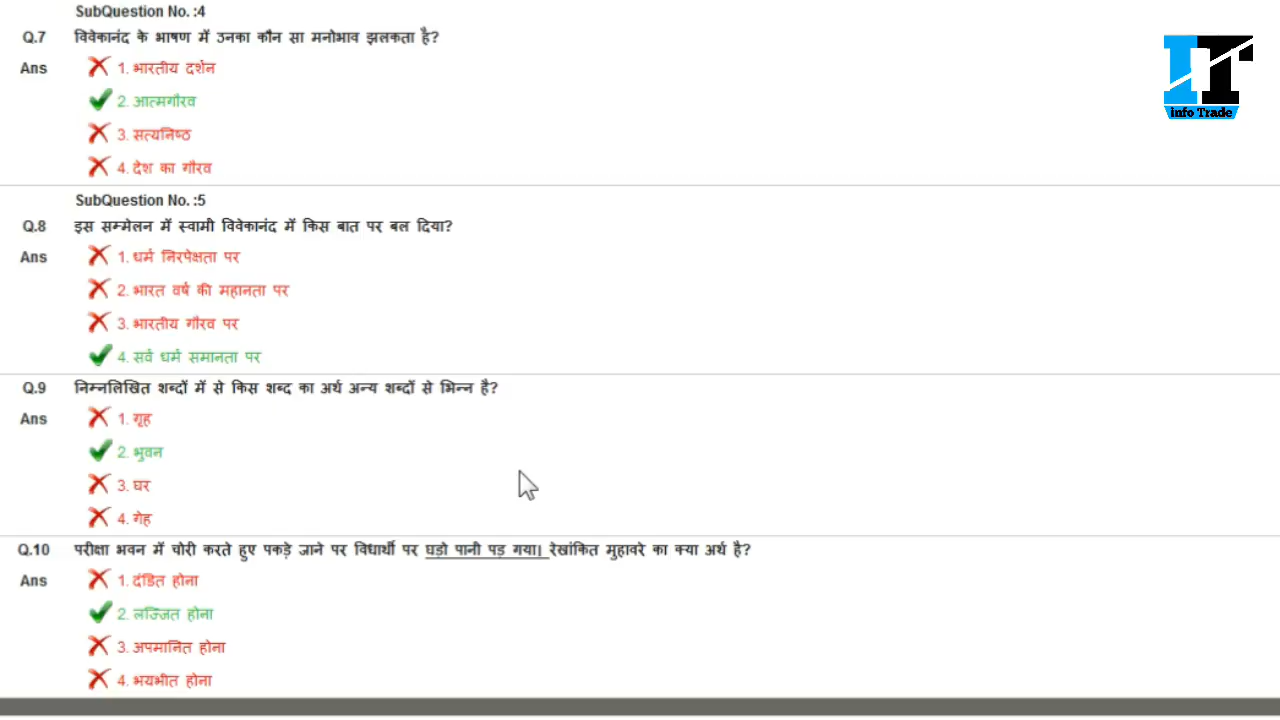 SubQuestion No. :4
Q.7 विवेकानंद के भाषण में उनका कौन सा मनोभाव झलकता है?
Ans 1. भारतीय दर्शन
2. आत्मगौरव
3. सत्यनिष्ठ
4. देश का गौरव
SubQuestion No. :5
Q.8 इस सम्मेलन में स्वामी विवेकानंद में किस बात पर बल दिया?
Ans 1. धर्म निरपेक्षता पर
2. भारत वर्ष की महानता पर
3. भारतीय गौरव पर
4. सर्व धर्म समानता पर
Q.9 निम्नलिखित शब्दों में से किस शब्द का अर्थ अन्य शब्दों से भिन्न है?
Ans 1. गृह
2. भुवन
3. घर
4. गेह
Q.10 परीक्षा भवन में चोरी करते हुए पकड़े जाने पर विधार्थी पर घड़ो पानी पड़ गया। रेखांकित मुहावरे का क्या अर्थ है?
Ans 1. दंडित होना
2. लज्जित होना
3. अपमानित होना
4. भयभीत होना
IT
info Trade